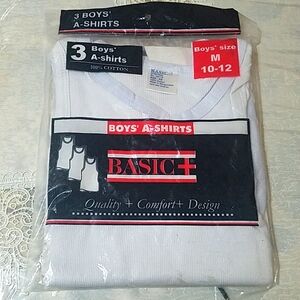 3 BOYS'
A-SHIRTS
3 Boys'
A-shirts
100% COTTON
Boys' size
M
10-12
BOYS' A-SHIRTS
BASIC+
Quality + Comfort + Design